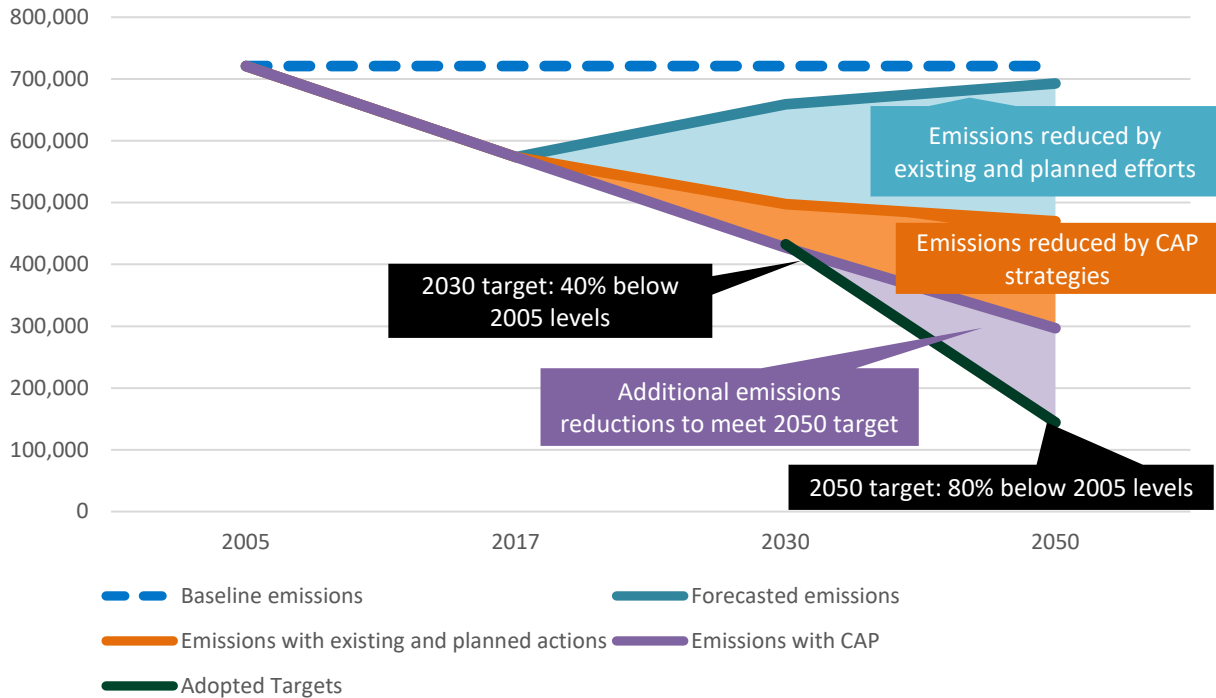 800,000
700,000
600,000
500,000
400,000
300,000
200,000
100,000
0
Emissions reduced by
existing and planned efforts
Emissions reduced by CAP
strategies
2030 target: 40% below
2005 levels
Additional emissions
reductions to meet 2050 target
2050 target: 80% below 2005 levels
2005
2017
2030
2050
Baseline emissions
Forecasted emissions
Emissions with existing and planned actions
Emissions with CAP
Adopted Targets